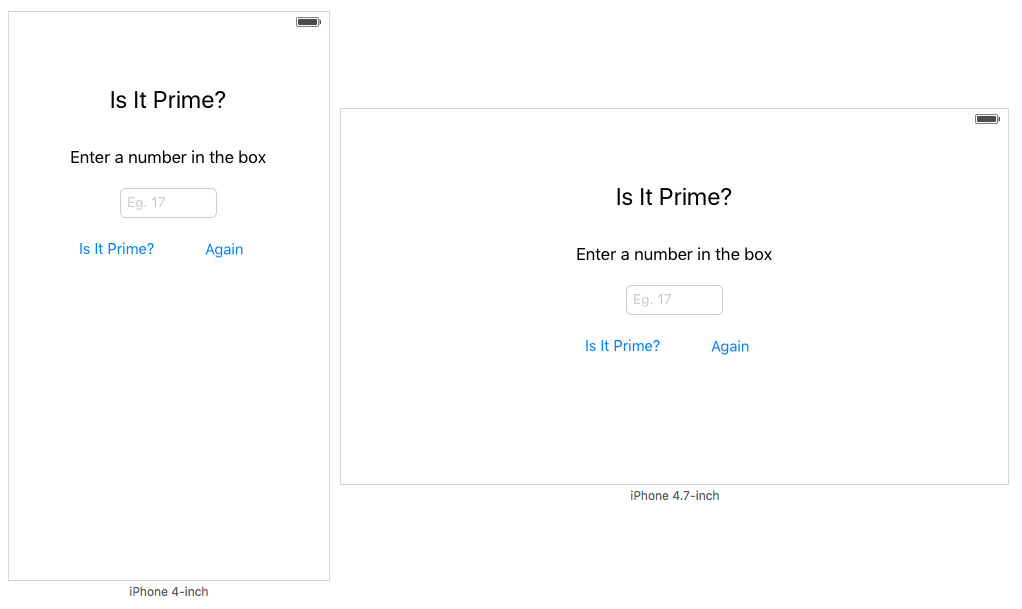 Is It Prime?
Enter a number in the box
Eg. 17
Is It Prime? Again
iPhone 4-inch
Is It Prime?
Enter a number in the box
Eg. 17
Is It Prime? Again
iPhone 4.7-inch